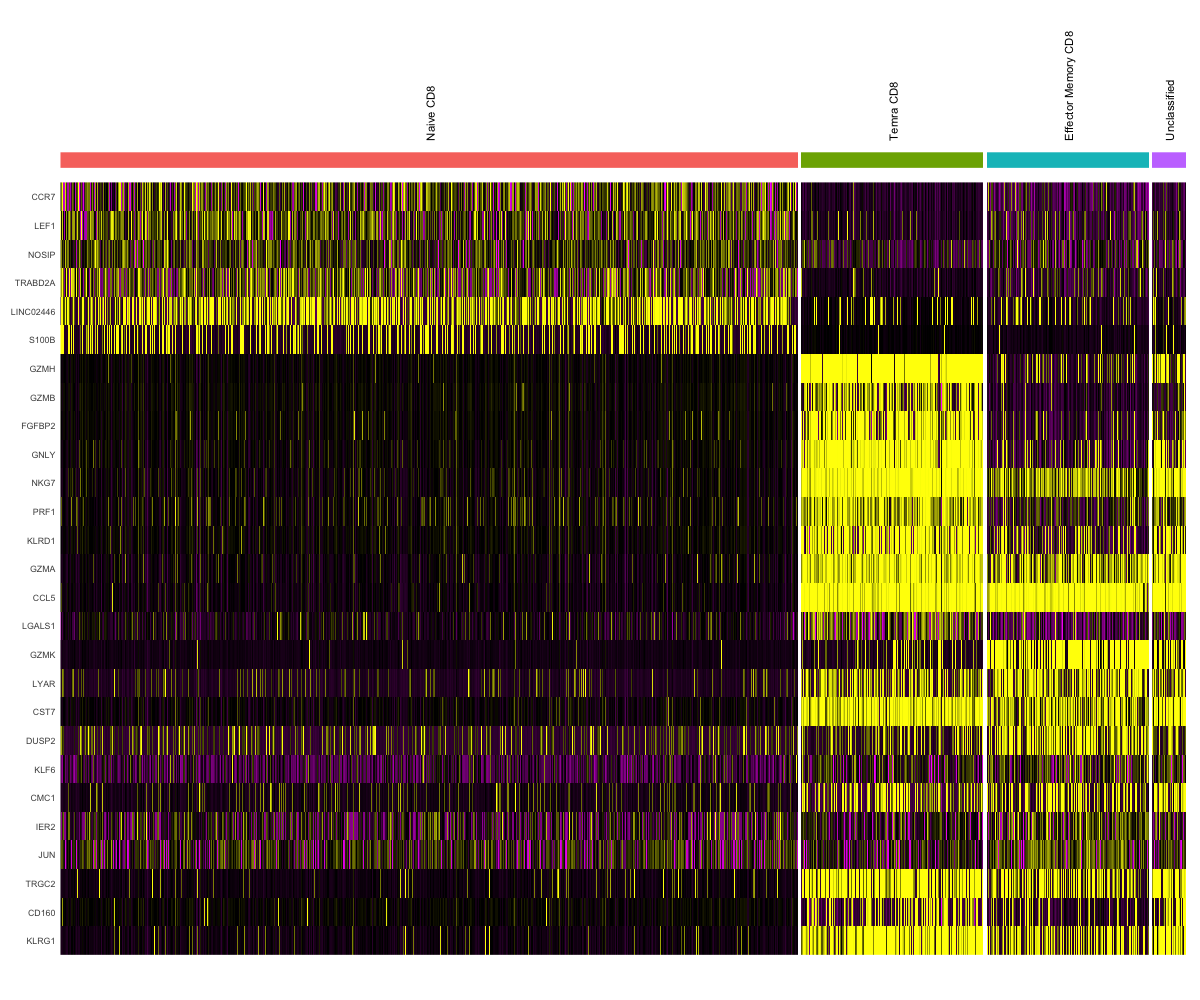 Naive CD8
Temra CD8
Effector Memory CD8
Unclassified
CCR7
LEF1
NOSIP
TRABD2A
LINC02446
S100B
GZMH
GZMB
FGFBP2
GNLY
NKG7
PRF1
KLRD1
GZMA
CCL5
LGALS1
GZMK
LYAR
CST7
DUSP2
KLF6
CMC1
IER2
JUN
TRGC2
CD160
KLRG1